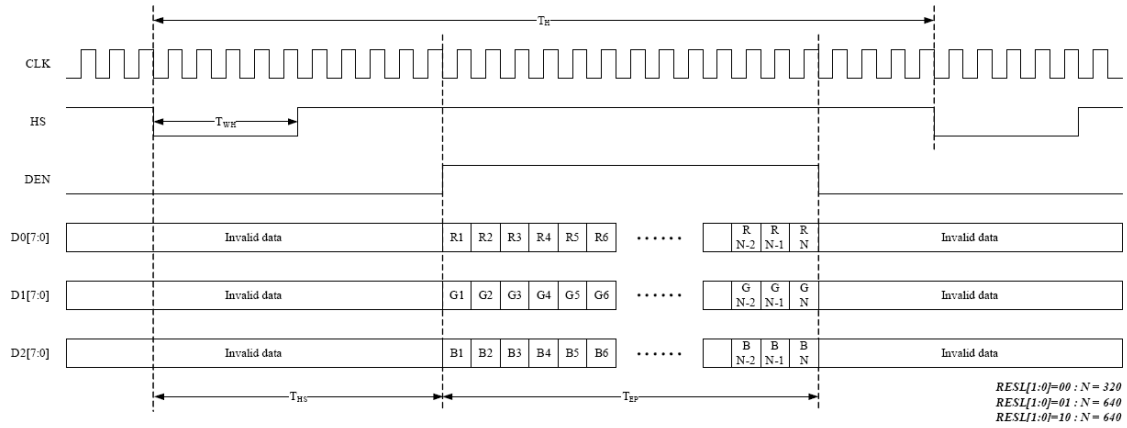 TH
CLK
HS
TWH
DEN
D0[7:0] Invalid data R1 R2 R3 R4 R5 R6 ...... R N-2 R N-1 R N Invalid data
D1[7:0] Invalid data G1 G2 G3 G4 G5 G6 ...... G N-2 G N-1 G N Invalid data
D2[7:0] Invalid data B1 B2 B3 B4 B5 B6 ...... B N-2 B N-1 B N Invalid data
THS TEP
RESL[1:0]=00 : N = 320
RESL[1:0]=01 : N = 640
RESL[1:0]=10 : N = 640